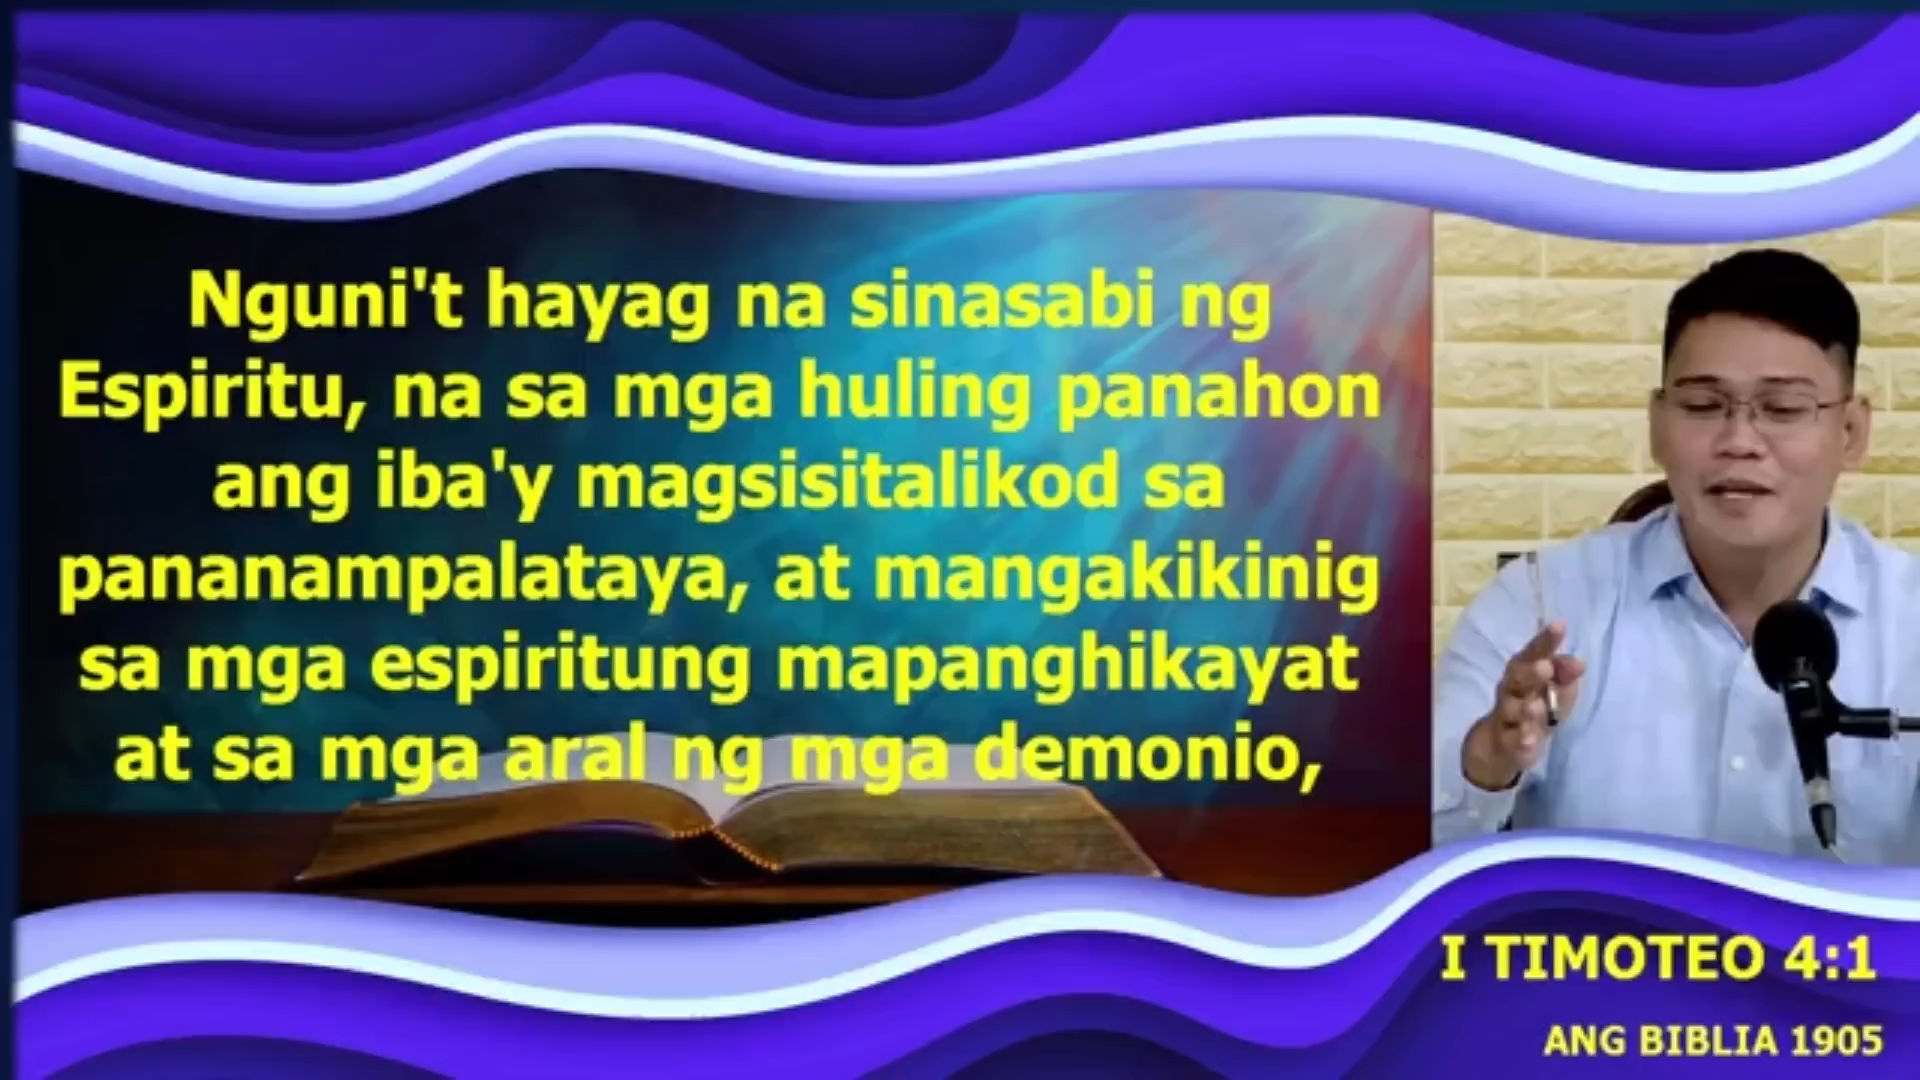 Nguni't hayag na sinasabi ng
Espiritu, na sa mga huling panahon
ang iba'y magsisitalikod sa
pananampalataya, at mangakikinig
sa mga espiritung mapanghikayat
at sa mga aral ng mga demonio,
I TIMOTEO 4:1
ANG BIBLIA 1905